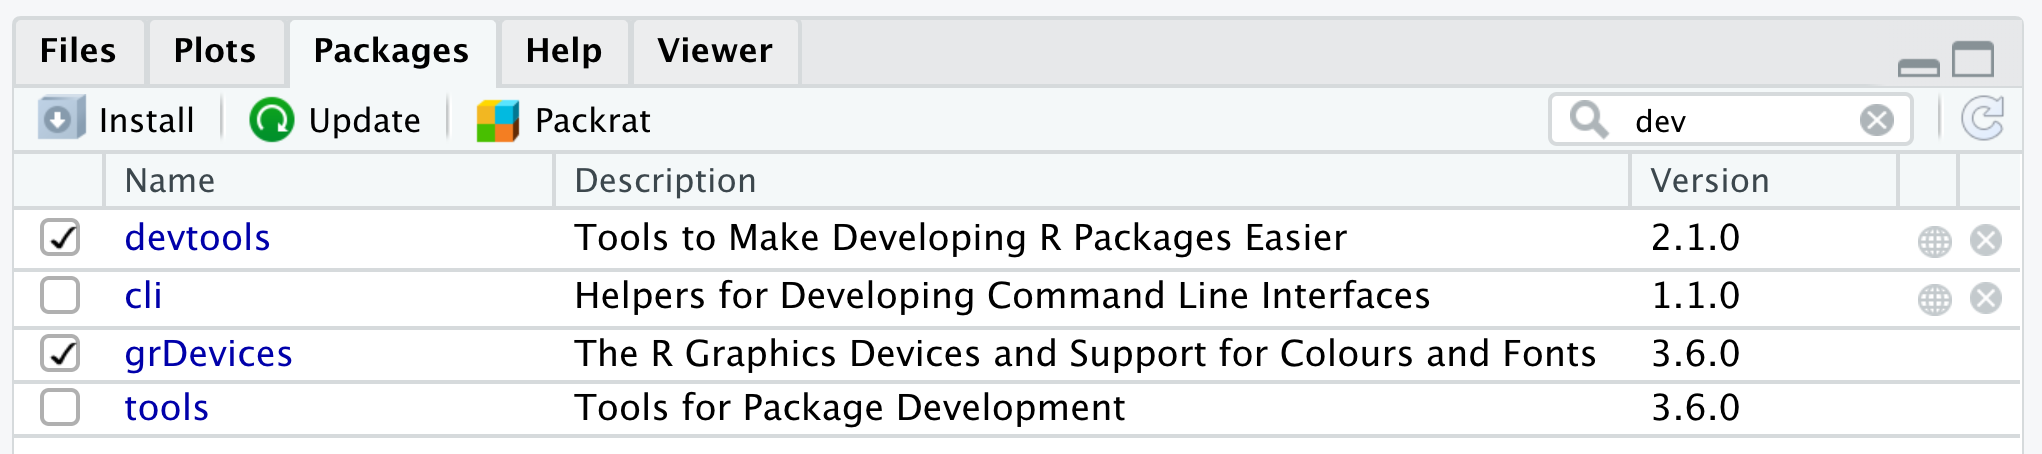 Files Plots Packages Help Viewer
Install Update Packrat dev
Name Description Version
devtools Tools to Make Developing R Packages Easier 2.1.0
cli Helpers for Developing Command Line Interfaces 1.1.0
grDevices The R Graphics Devices and Support for Colours and Fonts 3.6.0
tools Tools for Package Development 3.6.0